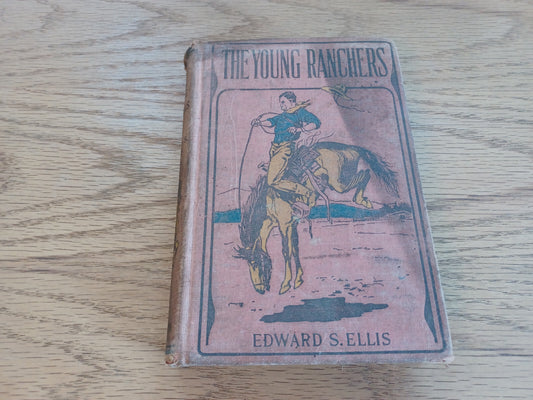 THE YOUNG RANCHERS
EDWARD S. ELLIS